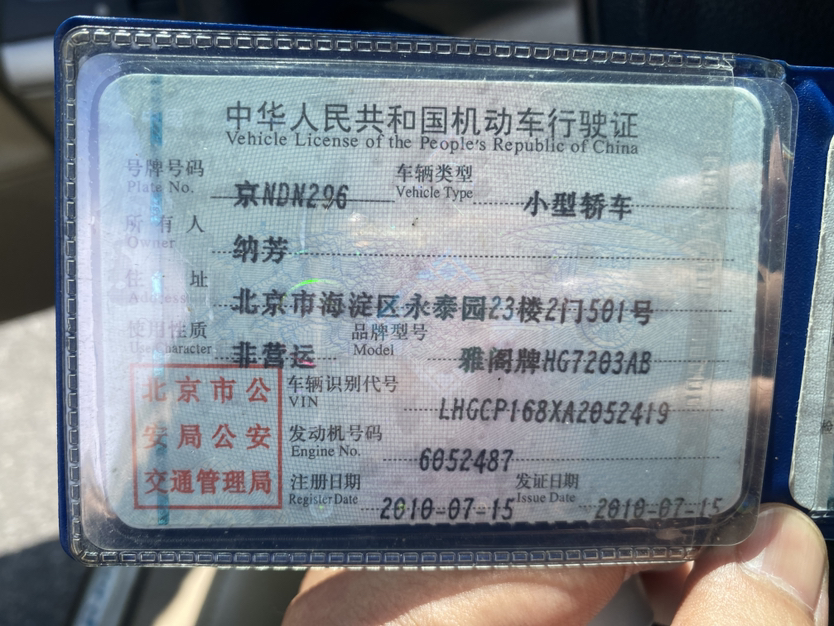 中华人民共和国机动车行驶证
Vehicle License of the People's Republic of China
号牌号码 京NDN296 车辆类型 小型轿车
Plate No. Vehicle Type
所有人 纳芳
Owner
住址 北京市海淀区永泰园23楼2门501号
Address
使用性质 非营运 品牌型号 雅阁牌HG7203AB
Use Character Model
北京市公
安局公安
交通管理局
车辆识别代号 LHGCP168XA2052419
VIN
发动机号码 6052487
Engine No.
注册日期 2010-07-15 发证日期 2010-07-15
Register Date Issue Date